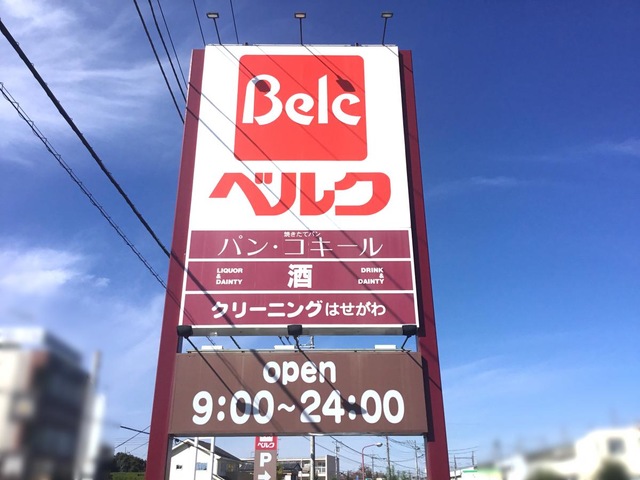 Belc
ベルク
焼きたてパン
パン・コキール
LIQUOR & DAINTY
酒
DRINK & DAINTY
クリーニングはせがわ
open
9:00~24:00
ベルク
P
→